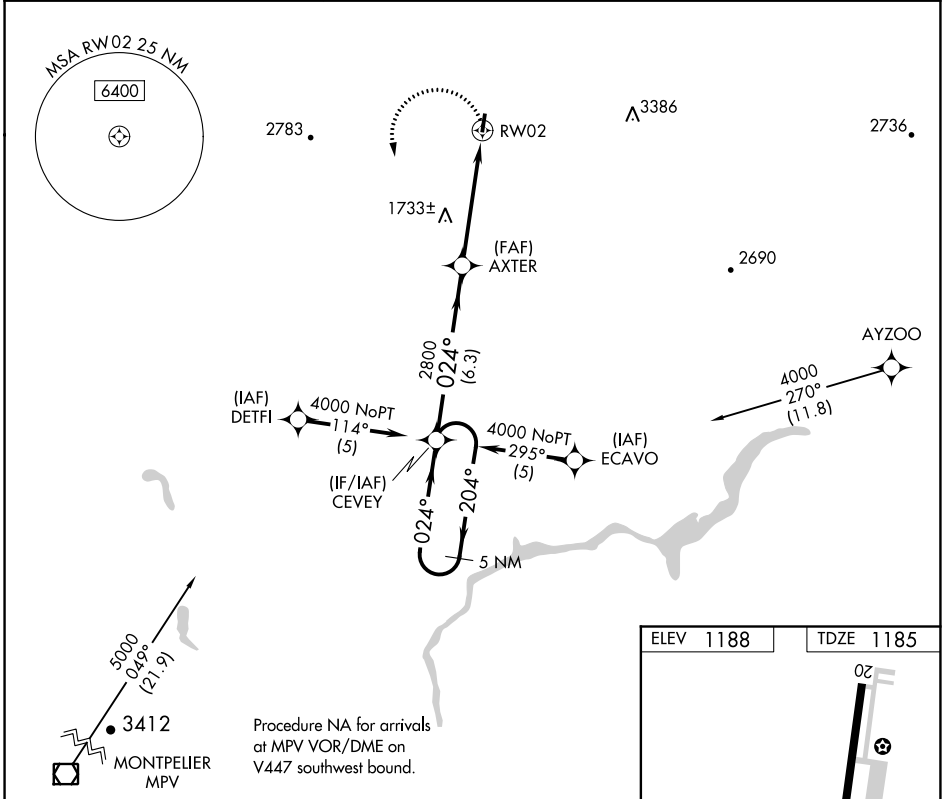 MSA RW02 25 NM
6400
2783
3386
2736
RW02
1733±
(FAF)
AXTER
2690
AYZOO
2800
024°
(6.3)
4000
270°
(11.8)
(IAF)
DETFI
4000 NoPT
114°
(5)
4000 NoPT
295°
(5)
(IAF)
ECAVO
(IF/IAF)
CEVEY
024°
204°
5 NM
5000
049°
(21.9)
3412
MONTPELIER
MPV
Procedure NA for arrivals
at MPV VOR/DME on
V447 southwest bound.
ELEV 1188
TDZE 1185
20